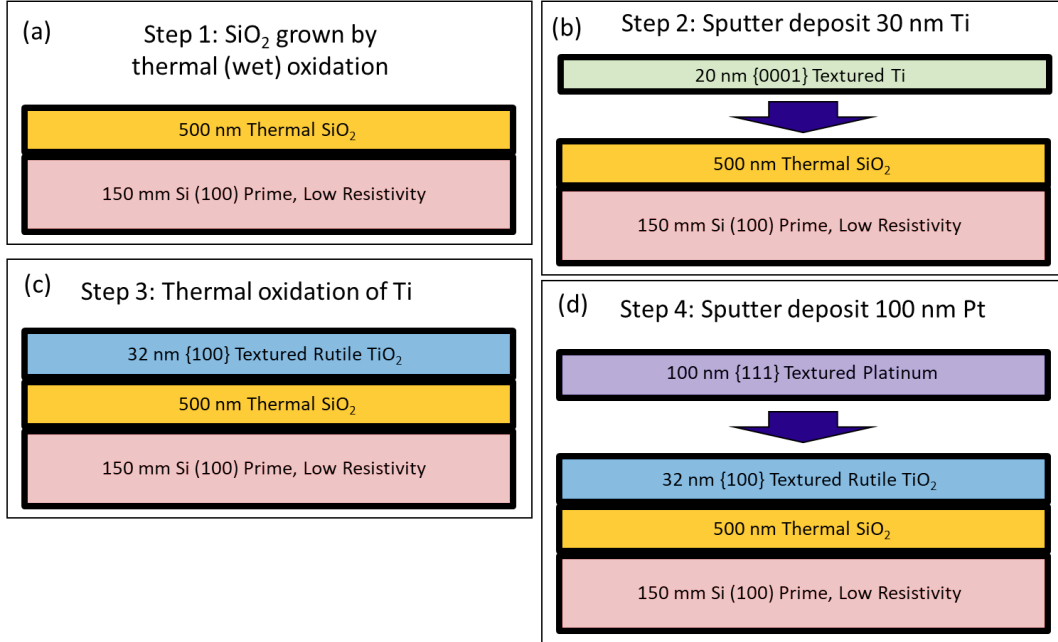 (a)
Step 1: SiO₂ grown by
thermal (wet) oxidation
500 nm Thermal SiO₂
150 mm Si (100) Prime, Low Resistivity
(b)
Step 2: Sputter deposit 30 nm Ti
20 nm {0001} Textured Ti
500 nm Thermal SiO₂
150 mm Si (100) Prime, Low Resistivity
(c)
Step 3: Thermal oxidation of Ti
32 nm {100} Textured Rutile TiO₂
500 nm Thermal SiO₂
150 mm Si (100) Prime, Low Resistivity
(d)
Step 4: Sputter deposit 100 nm Pt
100 nm {111} Textured Platinum
32 nm {100} Textured Rutile TiO₂
500 nm Thermal SiO₂
150 mm Si (100) Prime, Low Resistivity